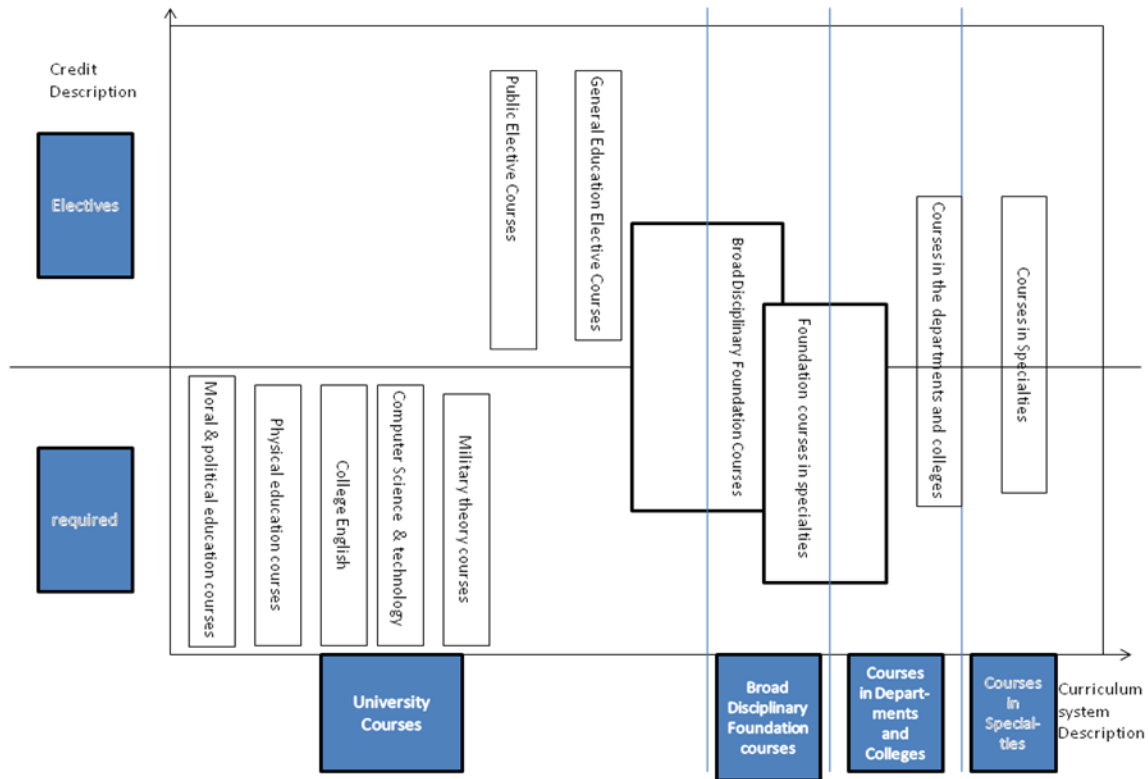 Credit
Description
Electives
required
Public Elective Courses
General Education Elective Courses
Moral & political education courses
Physical education courses
College English
Computer Science & technology
Military theory courses
Broad Disciplinary Foundation Courses
Foundation courses in specialties
Courses in the departments and colleges
Courses in Specialties
University
Courses
Broad
Disciplinary
Foundation
courses
Courses
in Depart-
ments
and
Colleges
Courses
in
Special-
ties
Curriculum
system
Description